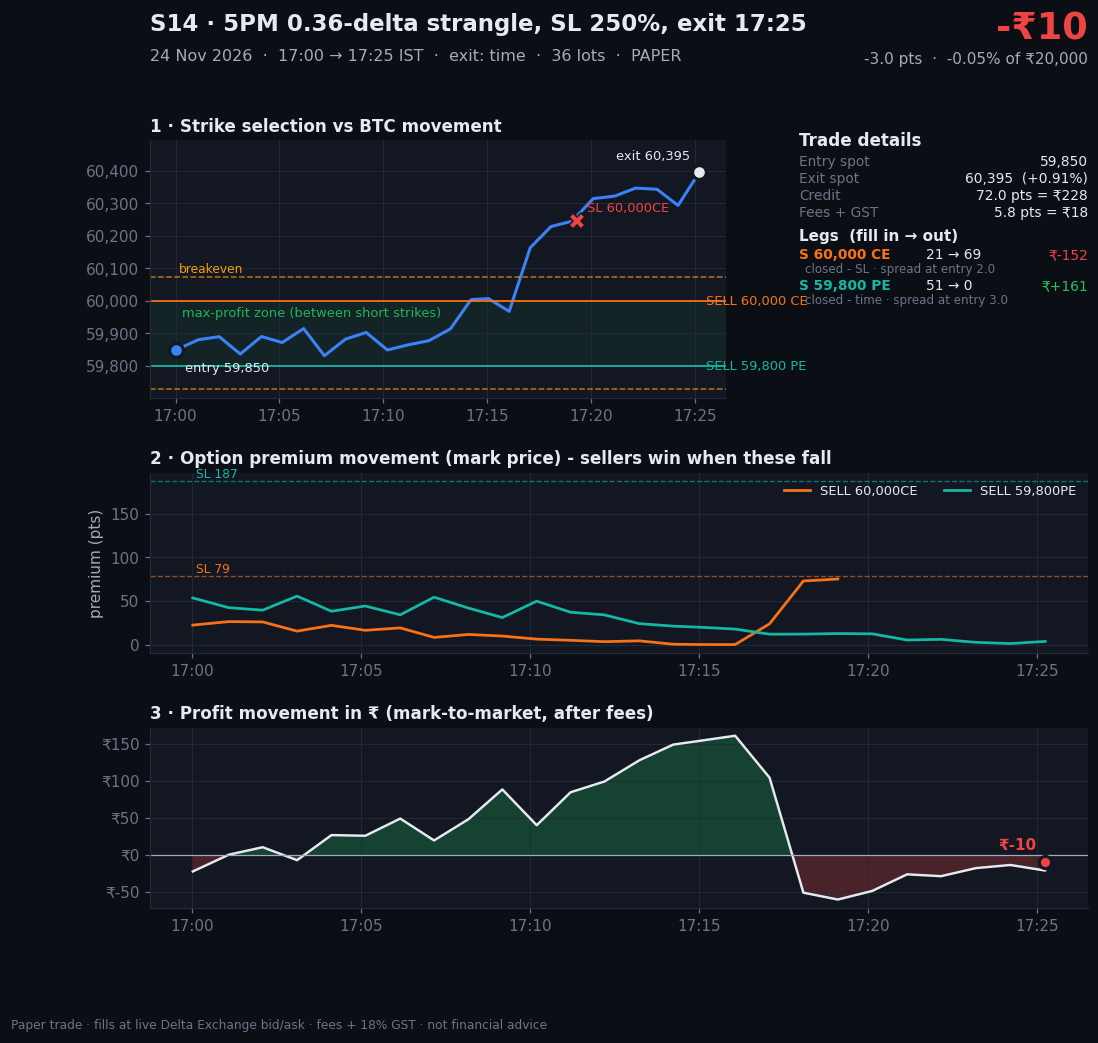 S14 · 5PM 0.36-delta strangle, SL 250%, exit 17:25
-₹10
24 Nov 2026 · 17:00 → 17:25 IST · exit: time · 36 lots · PAPER
-3.0 pts · -0.05% of ₹20,000
1 · Strike selection vs BTC movement
60,400
60,300
60,200
60,100
60,000
59,900
59,800
exit 60,395
SL 60,000CE
breakeven
SELL 60,000 CE
max-profit zone (between short strikes)
entry 59,850
SELL 59,800 PE
17:00
17:05
17:10
17:15
17:20
17:25
Trade details
Entry spot 59,850
Exit spot 60,395 (+0.91%)
Credit 72.0 pts = ₹228
Fees + GST 5.8 pts = ₹18
Legs (fill in → out)
S 60,000 CE 21 → 69 ₹-152
closed - SL · spread at entry 2.0
S 59,800 PE 51 → 0 ₹+161
closed - time · spread at entry 3.0
2 · Option premium movement (mark price) - sellers win when these fall
SL 187
SELL 60,000CE
SELL 59,800PE
SL 79
premium (pts)
150
100
50
0
17:00
17:05
17:10
17:15
17:20
17:25
3 · Profit movement in ₹ (mark-to-market, after fees)
₹150
₹100
₹50
₹0
₹-50
₹-10
17:00
17:05
17:10
17:15
17:20
17:25
Paper trade · fills at live Delta Exchange bid/ask · fees + 18% GST · not financial advice